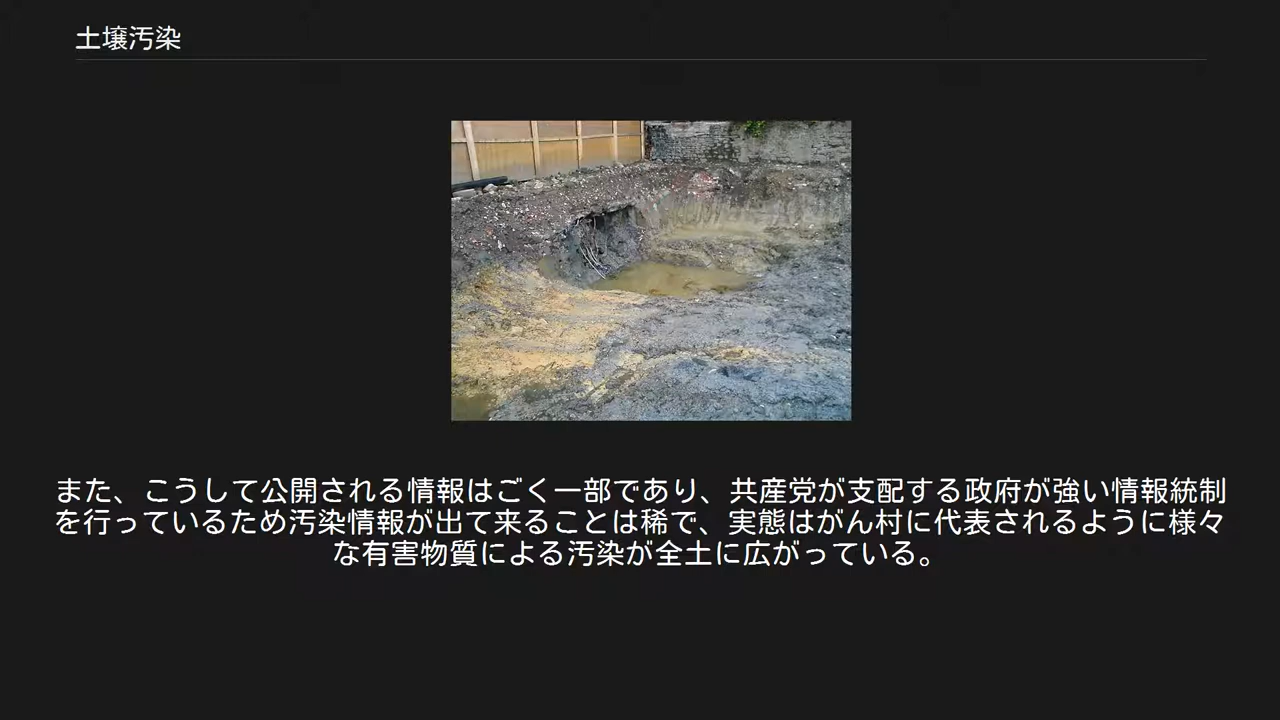 土壌汚染
また、こうして公開される情報はごく一部であり、共産党が支配する政府が強い情報統制
を行っているため汚染情報が出て来ることは稀で、実態はがん村に代表されるように様々
な有害物質による汚染が全土に広がっている。